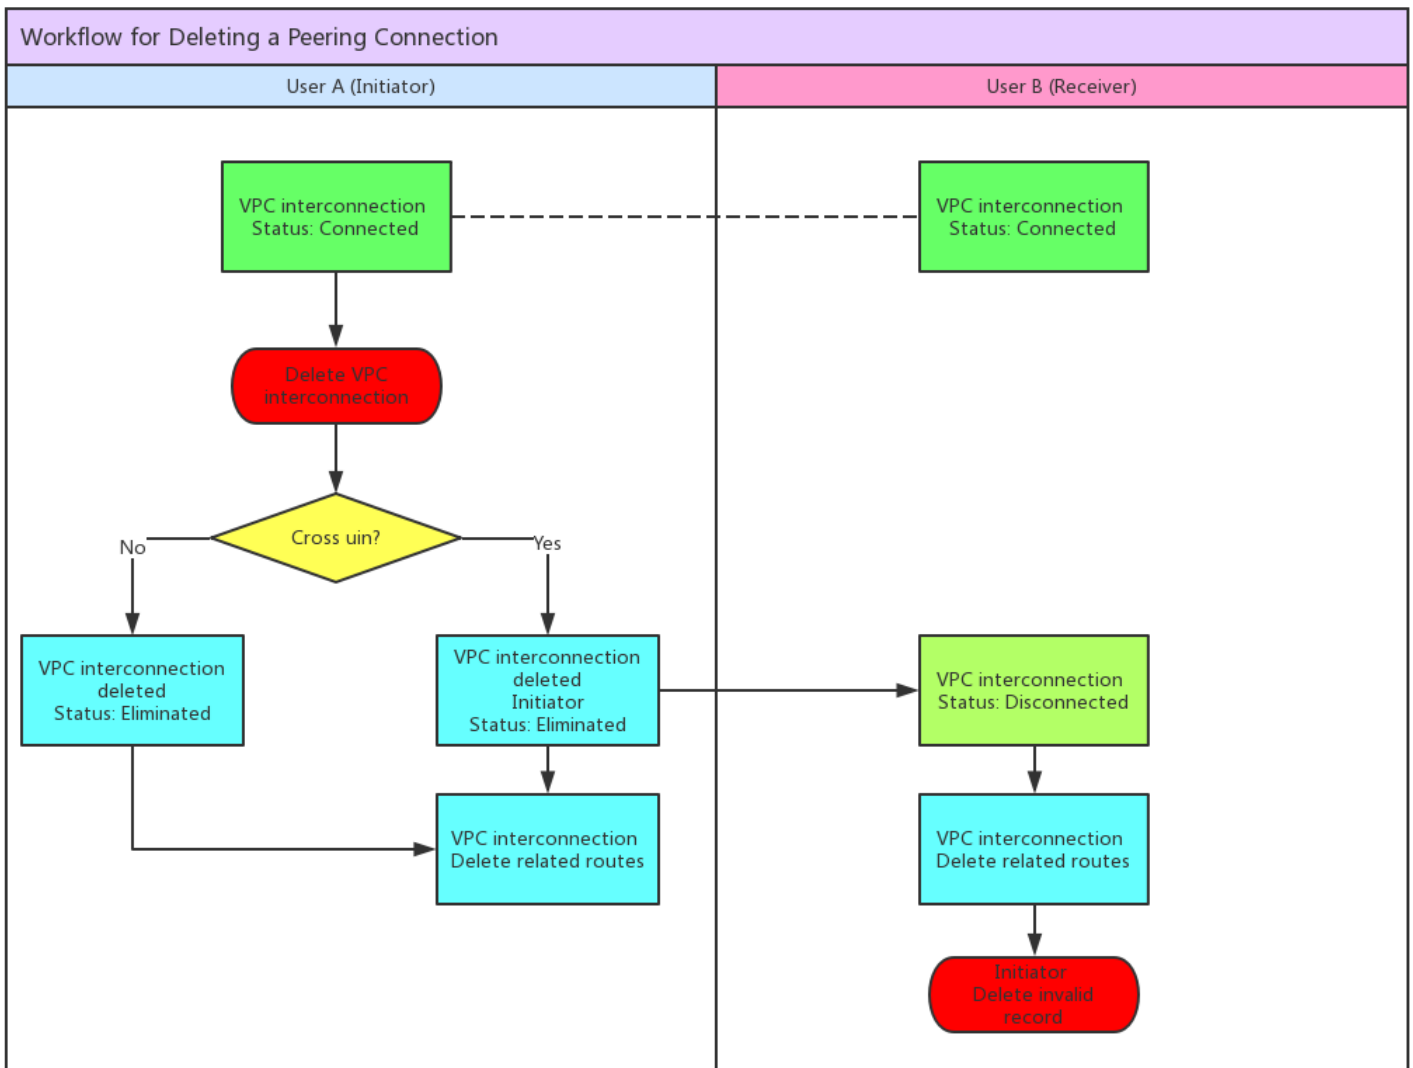 Workflow for Deleting a Peering Connection
User A (Initiator)
User B (Receiver)
VPC interconnection
Status: Connected
VPC interconnection
Status: Connected
Delete VPC
interconnection
Cross uin?
No
Yes
VPC interconnection
deleted
Status: Eliminated
VPC interconnection
deleted
Initiator
Status: Eliminated
VPC interconnection
Status: Disconnected
VPC interconnection
Delete related routes
VPC interconnection
Delete related routes
Initiator
Delete invalid
record